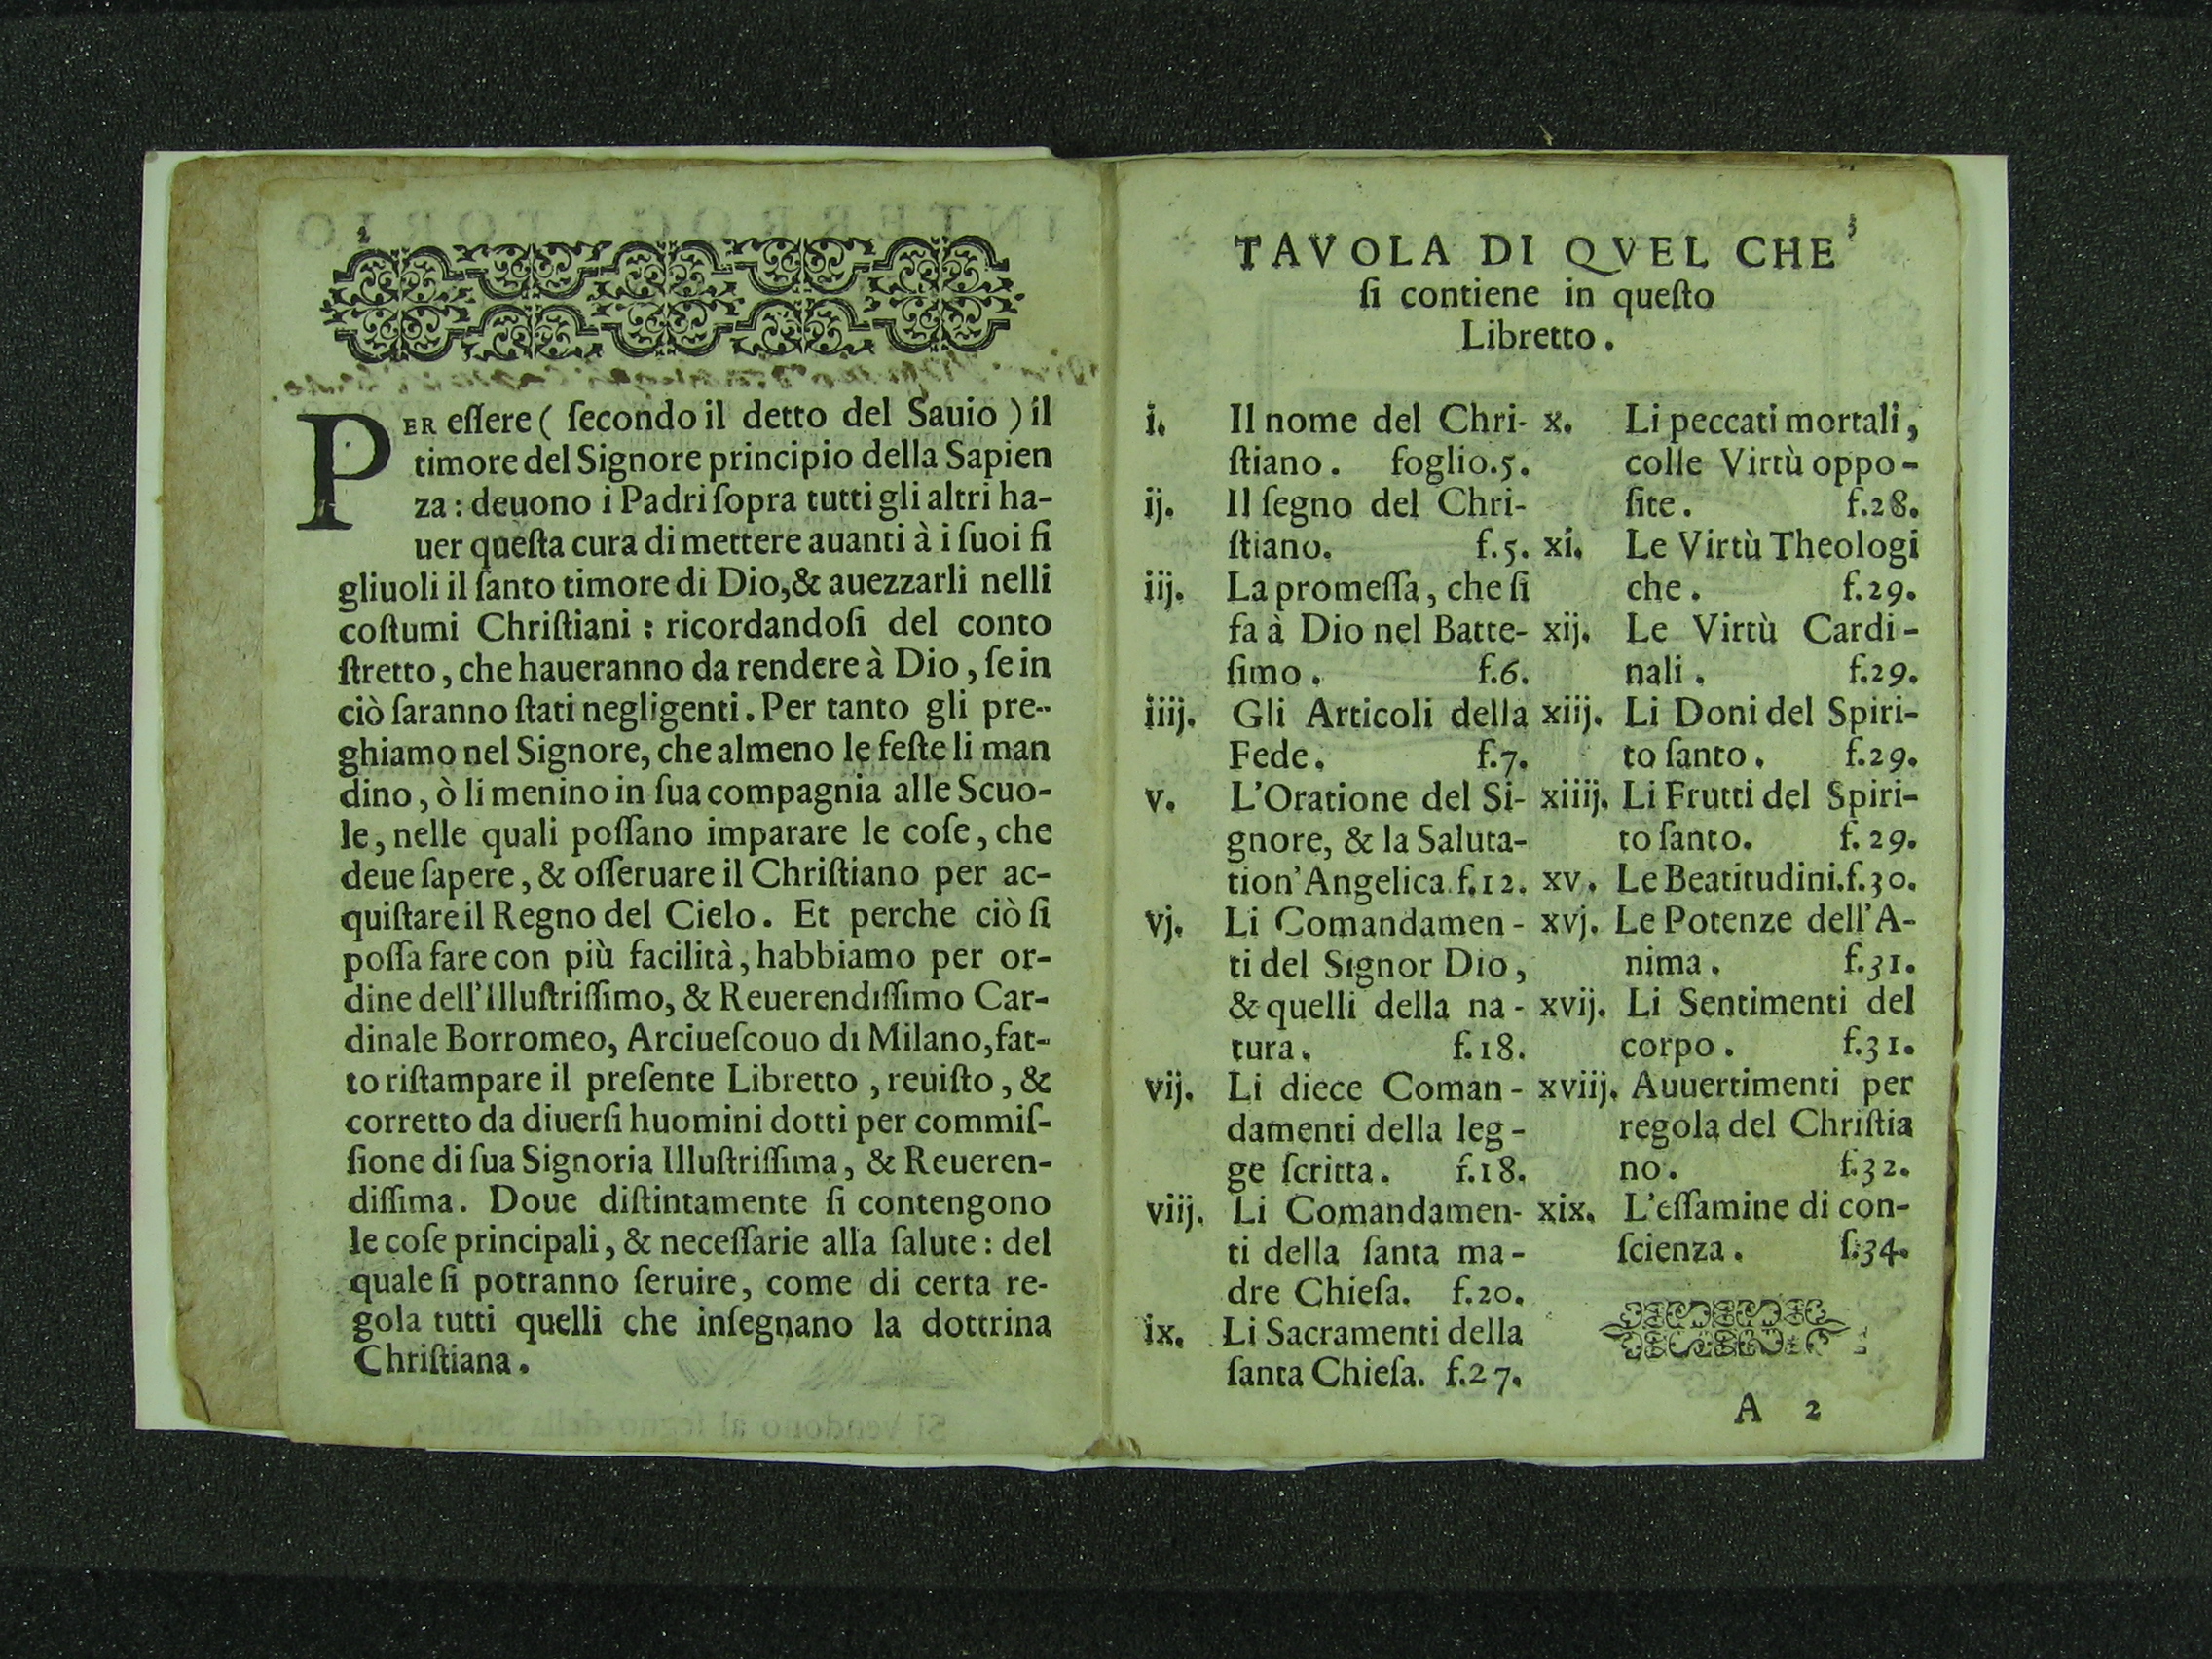 2
PER eſſere ( ſecondo il detto del Sauio ) il
timore del Signore principio della Sapien
za : deuono i Padri ſopra tutti gli altri ha-
uer queſta cura di mettere auanti à i ſuoi fi
gliuoli il ſanto timore di Dio,& auezzarli nelli
coſtumi Chriſtiani : ricordandoſi del conto
ſtretto , che haueranno da rendere à Dio , ſe in
ciò ſaranno ſtati negligenti . Per tanto gli pre-
ghiamo nel Signore, che almeno le feſte li man
dino , ò li menino in ſua compagnia alle Scuo-
le , nelle quali poſſano imparare le coſe , che
deue ſapere , & oſſeruare il Chriſtiano per ac-
quiſtare il Regno del Cielo . Et perche ciò ſi
poſſa fare con più facilità , habbiamo per or-
dine dell'Illuſtriſſimo, & Reuerendiſſimo Car-
dinale Borromeo, Arciueſcouo di Milano,fat-
to riſtampare il preſente Libretto , reuiſto , &
corretto da diuerſi huomini dotti per commiſ-
ſione di ſua Signoria Illuſtriſſima , & Reueren-
diſſima . Doue diſtintamente ſi contengono
le coſe principali , & neceſſarie alla ſalute : del
quale ſi potranno ſeruire, come di certa re-
gola tutti quelli che inſegnano la dottrina
Chriſtiana .
3
TAVOLA DI QVEL CHE
ſi contiene in queſto
Libretto .
i. Il nome del Chri-
ſtiano . foglio.5.
ij. Il ſegno del Chri-
ſtiano. f.5.
iij. La promeſſa , che ſi
fa à Dio nel Batte-
ſimo . f.6.
iiij. Gli Articoli della
Fede. f.7.
v. L'Oratione del Si-
gnore, & la Saluta-
tion'Angelica.f.12.
vj. Li Comandamen-
ti del Signor Dio ,
& quelli della na-
tura. f.18.
vij. Li diece Coman-
damenti della leg-
ge ſcritta. f.18.
viij. Li Comandamen-
ti della ſanta ma-
dre Chieſa. f.20.
ix. Li Sacramenti della
ſanta Chieſa. f.27.
x. Li peccati mortali ,
colle Virtù oppo-
ſite. f.28.
xi. Le Virtù Theologi
che . f.29.
xij. Le Virtù Cardi-
nali . f.29.
xiij. Li Doni del Spiri-
to ſanto . f.29.
xiiij. Li Frutti del Spiri-
to ſanto. f.29.
xv. Le Beatitudini.f.30.
xvj. Le Potenze dell'A-
nima . f.31.
xvij. Li Sentimenti del
corpo . f.31.
xviij. Auuertimenti per
regola del Chriſtia
no. f.32.
xix. L'eſſamine di con-
ſcienza . f.34.
A 2